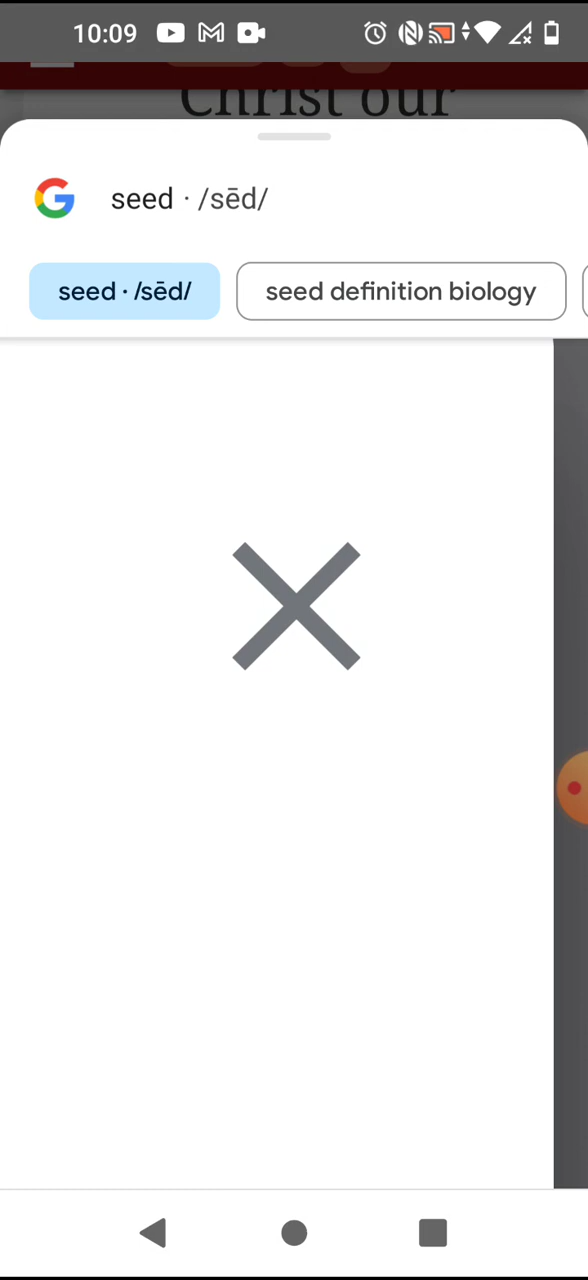 10:09
Christ our
seed · /sēd/
seed · /sēd/ seed definition biology